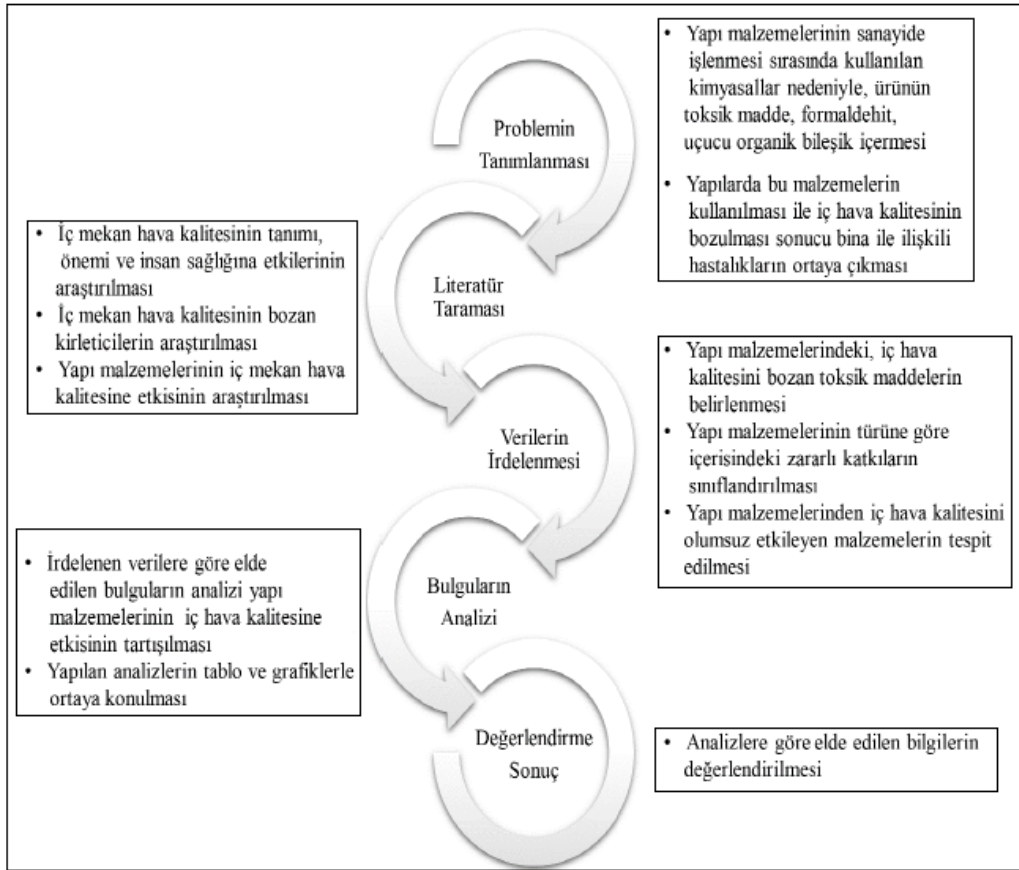 Problemin
Tanımlanması
• Yapı malzemelerinin sanayide
işlenmesi sırasında kullanılan
kimyasallar nedeniyle, ürünün
toksik madde, formaldehit,
uçucu organik bileşik içermesi
• Yapılarda bu malzemelerin
kullanılması ile iç hava kalitesinin
bozulması sonucu bina ile ilişkili
hastalıkların ortaya çıkması
Literatür
Taraması
• İç mekan hava kalitesinin tanımı,
önemi ve insan sağlığına etkilerinin
araştırılması
• İç mekan hava kalitesinin bozan
kirleticilerin araştırılması
• Yapı malzemelerinin iç mekan hava
kalitesine etkisinin araştırılması
Verilerin
İrdelenmesi
• Yapı malzemelerindeki, iç hava
kalitesini bozan toksik maddelerin
belirlenmesi
• Yapı malzemelerinin türüne göre
içerisindeki zararlı katkıların
sınıflandırılması
• Yapı malzemelerinden iç hava kalitesini
olumsuz etkileyen malzemelerin tespit
edilmesi
Bulguların
Analizi
• İrdelenen verilere göre elde
edilen bulguların analizi yapı
malzemelerinin iç hava kalitesine
etkisinin tartışılması
• Yapılan analizlerin tablo ve grafiklerle
ortaya konulması
Değerlendirme
Sonuç
• Analizlere göre elde edilen bilgilerin
değerlendirilmesi